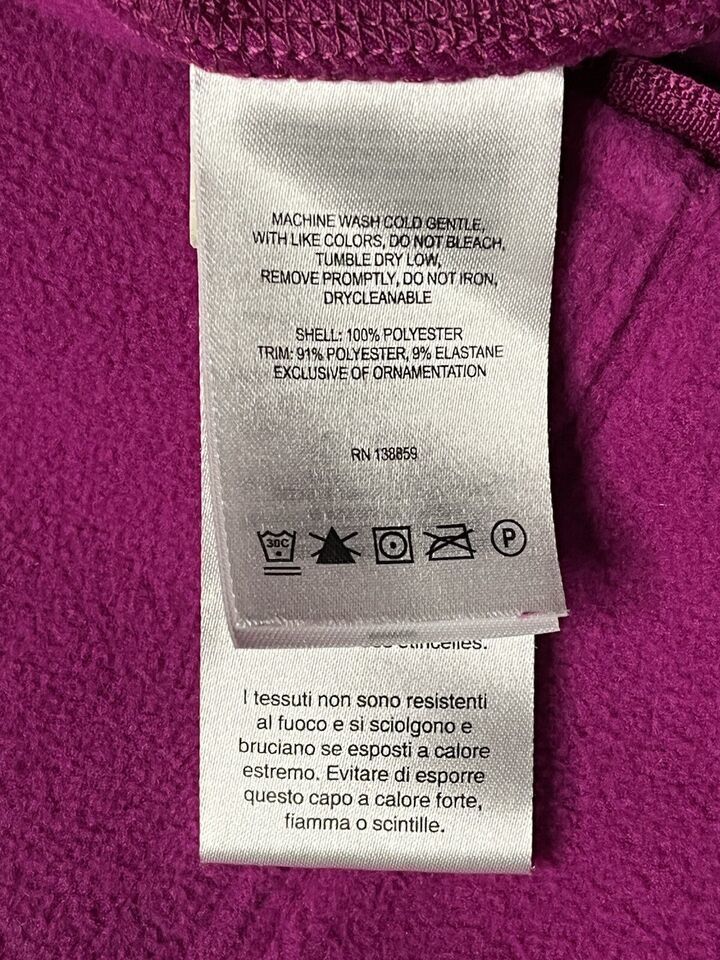 MACHINE WASH COLD GENTLE,
WITH LIKE COLORS, DO NOT BLEACH,
TUMBLE DRY LOW,
REMOVE PROMPTLY, DO NOT IRON,
DRYCLEANABLE
SHELL: 100% POLYESTER
TRIM: 91% POLYESTER, 9% ELASTANE
EXCLUSIVE OF ORNAMENTATION
RN 138859
30C
P
étincelles.
I tessuti non sono resistenti
al fuoco e si sciolgono e
bruciano se esposti a calore
estremo. Evitare di esporre
questo capo a calore forte,
fiamma o scintille.